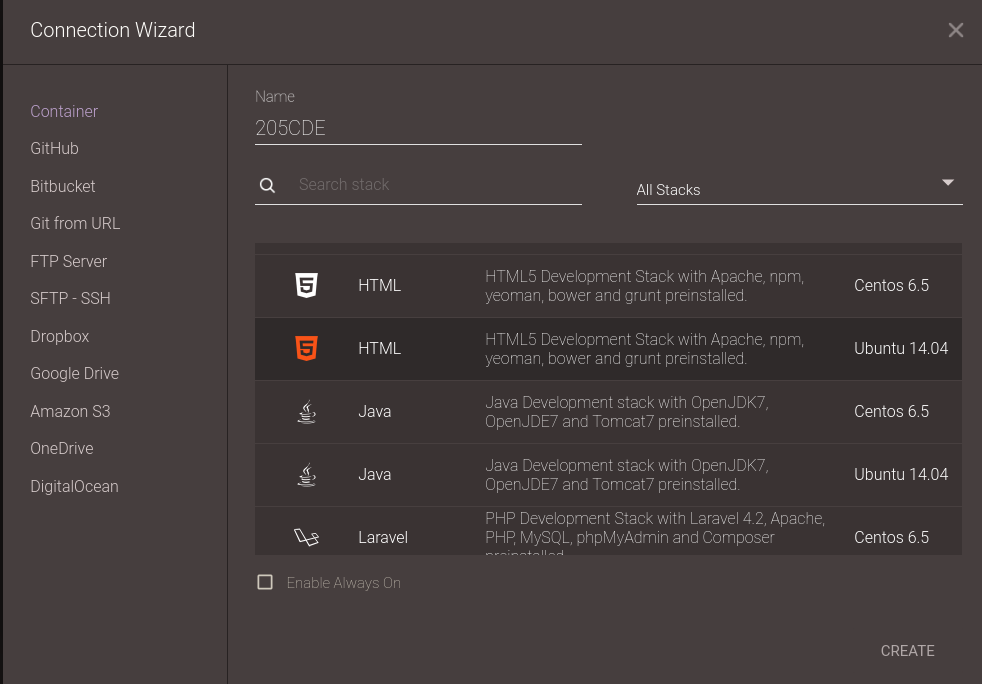 Connection Wizard
Container
GitHub
Bitbucket
Git from URL
FTP Server
SFTP - SSH
Dropbox
Google Drive
Amazon S3
OneDrive
DigitalOcean
Name
205CDE
Search stack
All Stacks
HTML
HTML5 Development Stack with Apache, npm,
yeoman, bower and grunt preinstalled.
Centos 6.5
HTML
HTML5 Development Stack with Apache, npm,
yeoman, bower and grunt preinstalled.
Ubuntu 14.04
Java
Java Development stack with OpenJDK7,
OpenJDE7 and Tomcat7 preinstalled.
Centos 6.5
Java
Java Development stack with OpenJDK7,
OpenJDE7 and Tomcat7 preinstalled.
Ubuntu 14.04
Laravel
PHP Development Stack with Laravel 4.2, Apache,
PHP, MySQL, phpMyAdmin and Composer
preinstalled
Centos 6.5
Enable Always On
CREATE